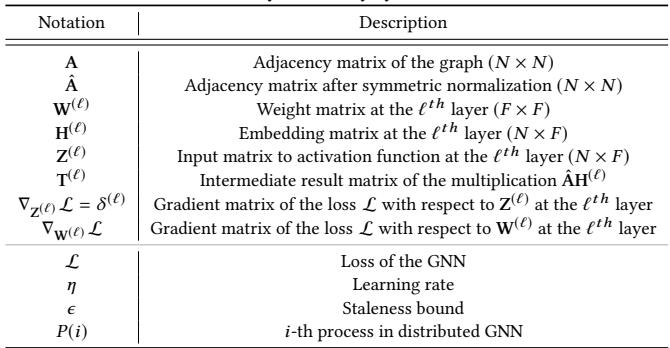 Notation Description
A Adjacency matrix of the graph (N × N)
Â Adjacency matrix after symmetric normalization (N × N)
W^(ℓ) Weight matrix at the ℓ^th layer (F × F)
H^(ℓ) Embedding matrix at the ℓ^th layer (N × F)
Z^(ℓ) Input matrix to activation function at the ℓ^th layer (N × F)
T^(ℓ) Intermediate result matrix of the multiplication ÂH^(ℓ)
∇_Z^(ℓ) ℒ = δ^(ℓ) Gradient matrix of the loss ℒ with respect to Z^(ℓ) at the ℓ^th layer
∇_W^(ℓ) ℒ Gradient matrix of the loss ℒ with respect to W^(ℓ) at the ℓ^th layer
ℒ Loss of the GNN
η Learning rate
ϵ Staleness bound
P(i) i-th process in distributed GNN